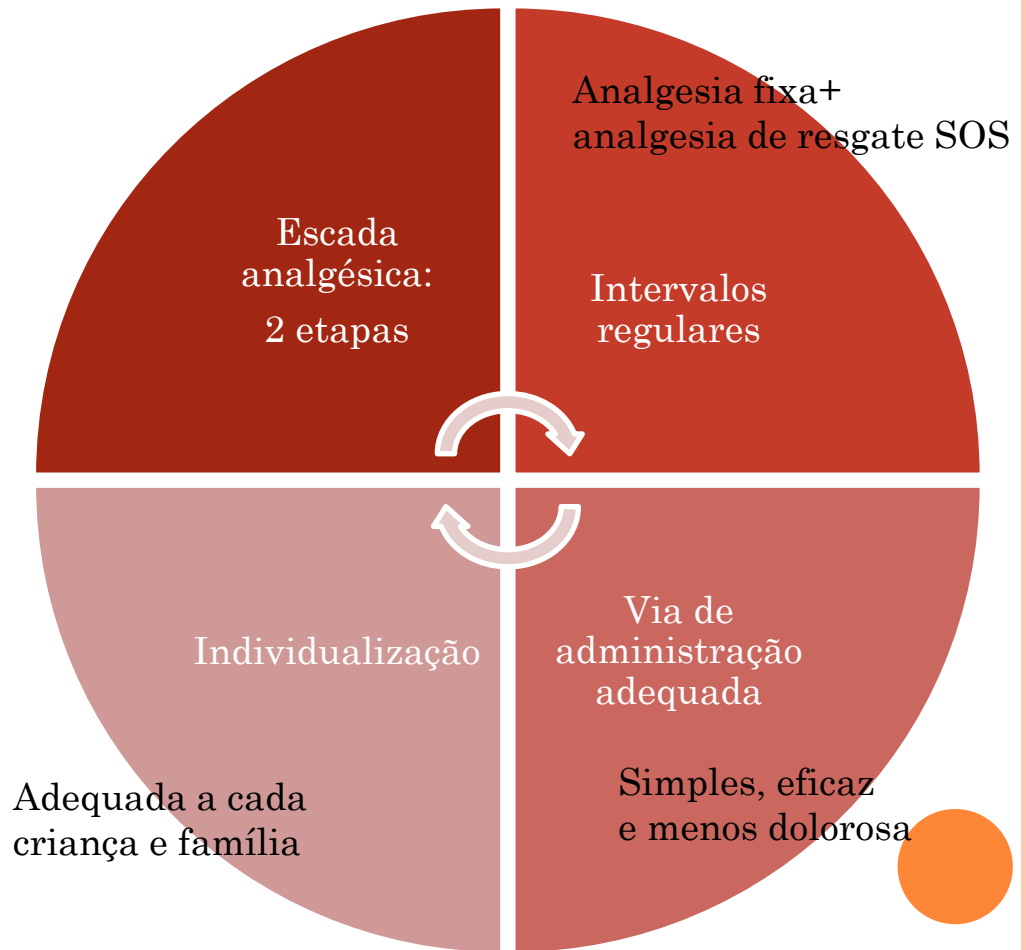 Analgesia fixa+
analgesia de resgate SOS
Escada
analgésica:
2 etapas
Intervalos
regulares
Individualização
Via de
administração
adequada
Adequada a cada
criança e família
Simples, eficaz
e menos dolorosa